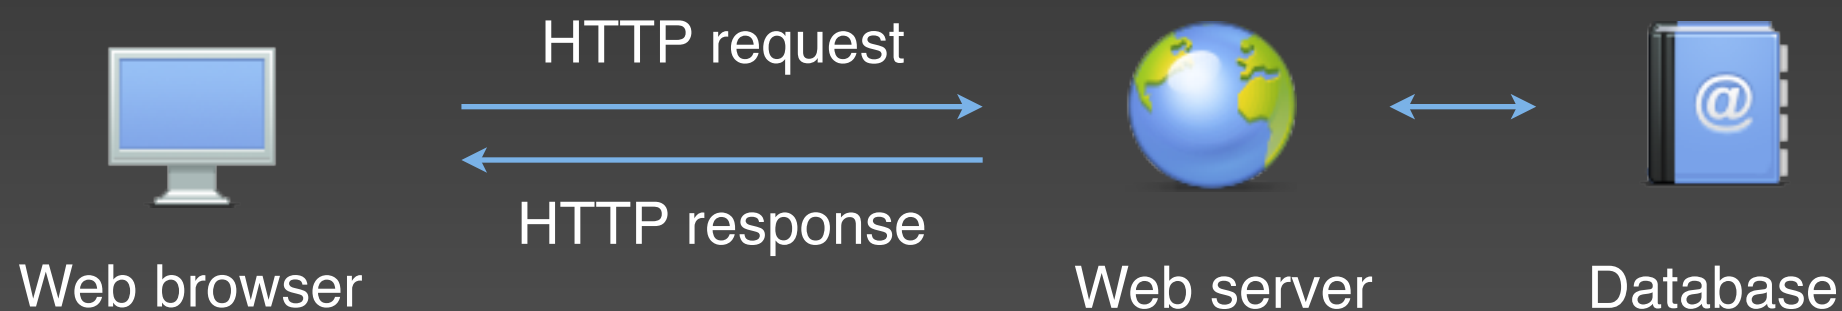 HTTP request
HTTP response
Web browser
Web server
Database
@